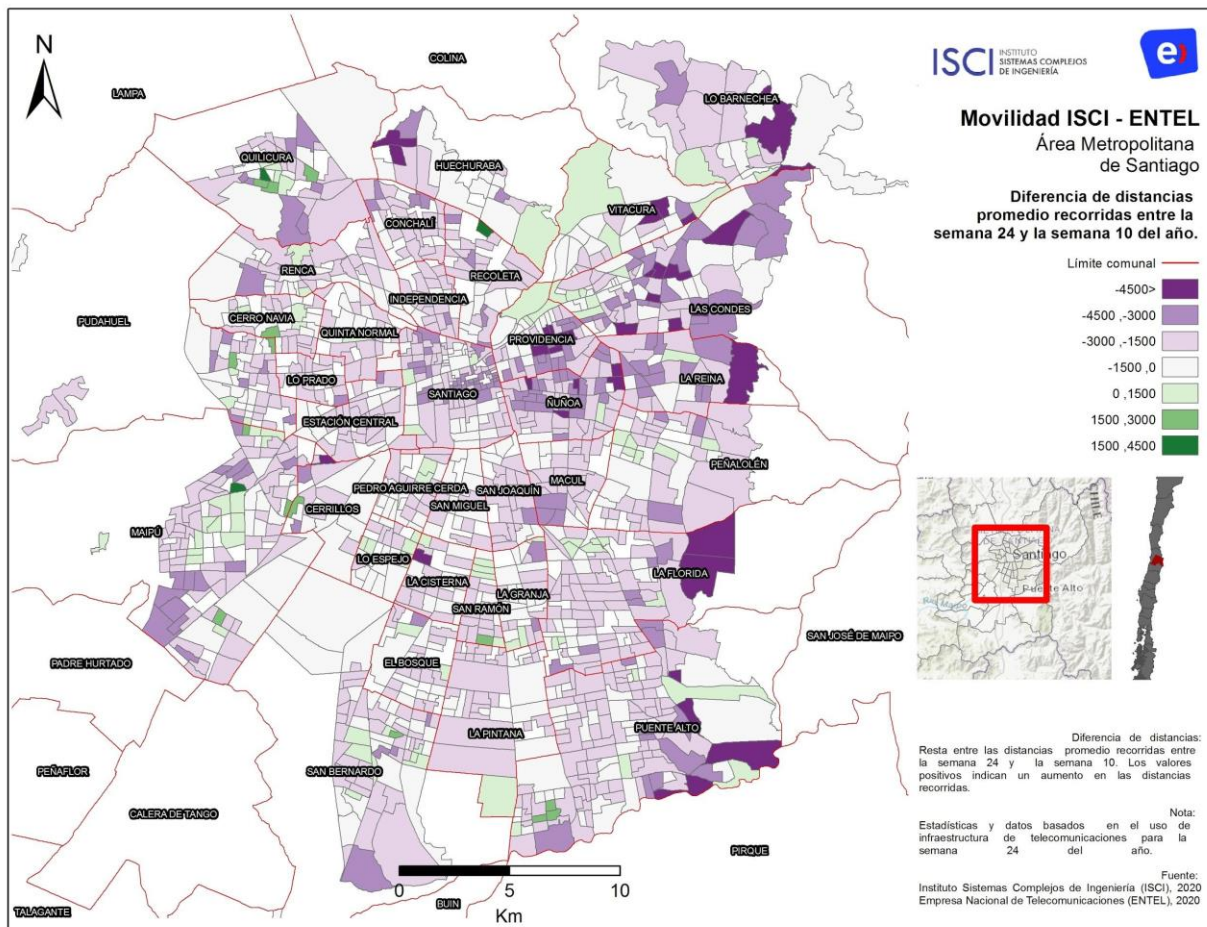 N
COLINA
LAMPA
LO BARNECHEA
QUILICURA
HUECHURABA
VITACURA
CONCHALÍ
RENCA
RECOLETA
INDEPENDENCIA
LAS CONDES
CERRO NAVIA
PUDAHUEL
QUINTA NORMAL
PROVIDENCIA
LO PRADO
LA REINA
SANTIAGO
ÑUÑOA
ESTACIÓN CENTRAL
PEÑALOLÉN
PEDRO AGUIRRE CERDA
SAN JOAQUÍN
MACUL
SAN MIGUEL
CERRILLOS
MAIPÚ
LO ESPEJO
LA CISTERNA
LA FLORIDA
LA GRANJA
SAN RAMÓN
SAN JOSÉ DE MAIPO
PADRE HURTADO
EL BOSQUE
PUENTE ALTO
LA PINTANA
PEÑAFLOR
SAN BERNARDO
CALERA DE TANGO
PIRQUE
TALAGANTE
BUIN
0 5 10
Km
ISCI INSTITUTO
SISTEMAS COMPLEJOS
DE INGENIERÍA
e)
Movilidad ISCI - ENTEL
Área Metropolitana
de Santiago
Diferencia de distancias
promedio recorridas entre la
semana 24 y la semana 10 del año.
Límite comunal
-4500>
-4500 ,-3000
-3000 ,-1500
-1500 ,0
0 ,1500
1500 ,3000
1500 ,4500
CHILE
Santiago
Puente Alto
Diferencia de distancias:
Resta entre las distancias promedio recorridas entre
la semana 24 y la semana 10. Los valores
positivos indican un aumento en las distancias
recorridas.
Nota:
Estadísticas y datos basados en el uso de
infraestructura de telecomunicaciones para la
semana 24 del año.
Fuente:
Instituto Sistemas Complejos de Ingeniería (ISCI), 2020
Empresa Nacional de Telecomunicaciones (ENTEL), 2020